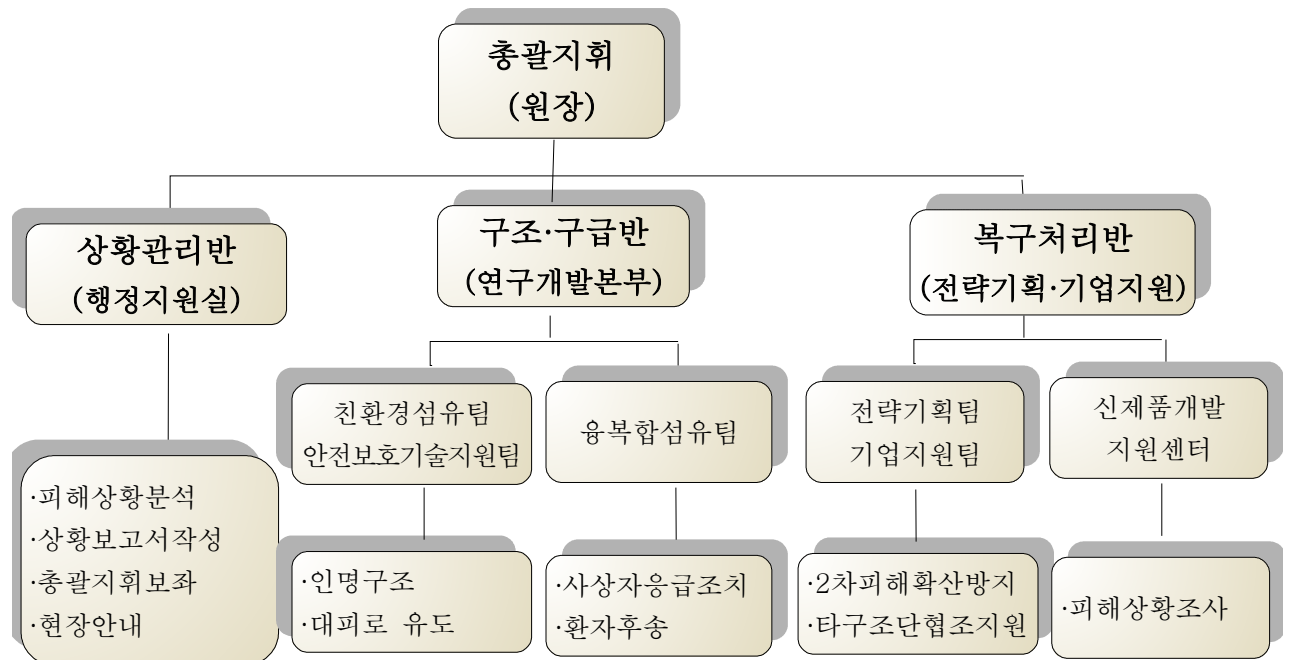 총괄지휘
(원장)
상황관리반
(행정지원실)
구조·구급반
(연구개발본부)
복구처리반
(전략기획·기업지원)
친환경섬유팀
안전보호기술지원팀
융복합섬유팀
전략기획팀
기업지원팀
신제품개발
지원센터
·피해상황분석
·상황보고서작성
·총괄지휘보좌
·현장안내
·인명구조
·대피로 유도
·사상자응급조치
·환자후송
·2차피해확산방지
·타구조단협조지원
·피해상황조사